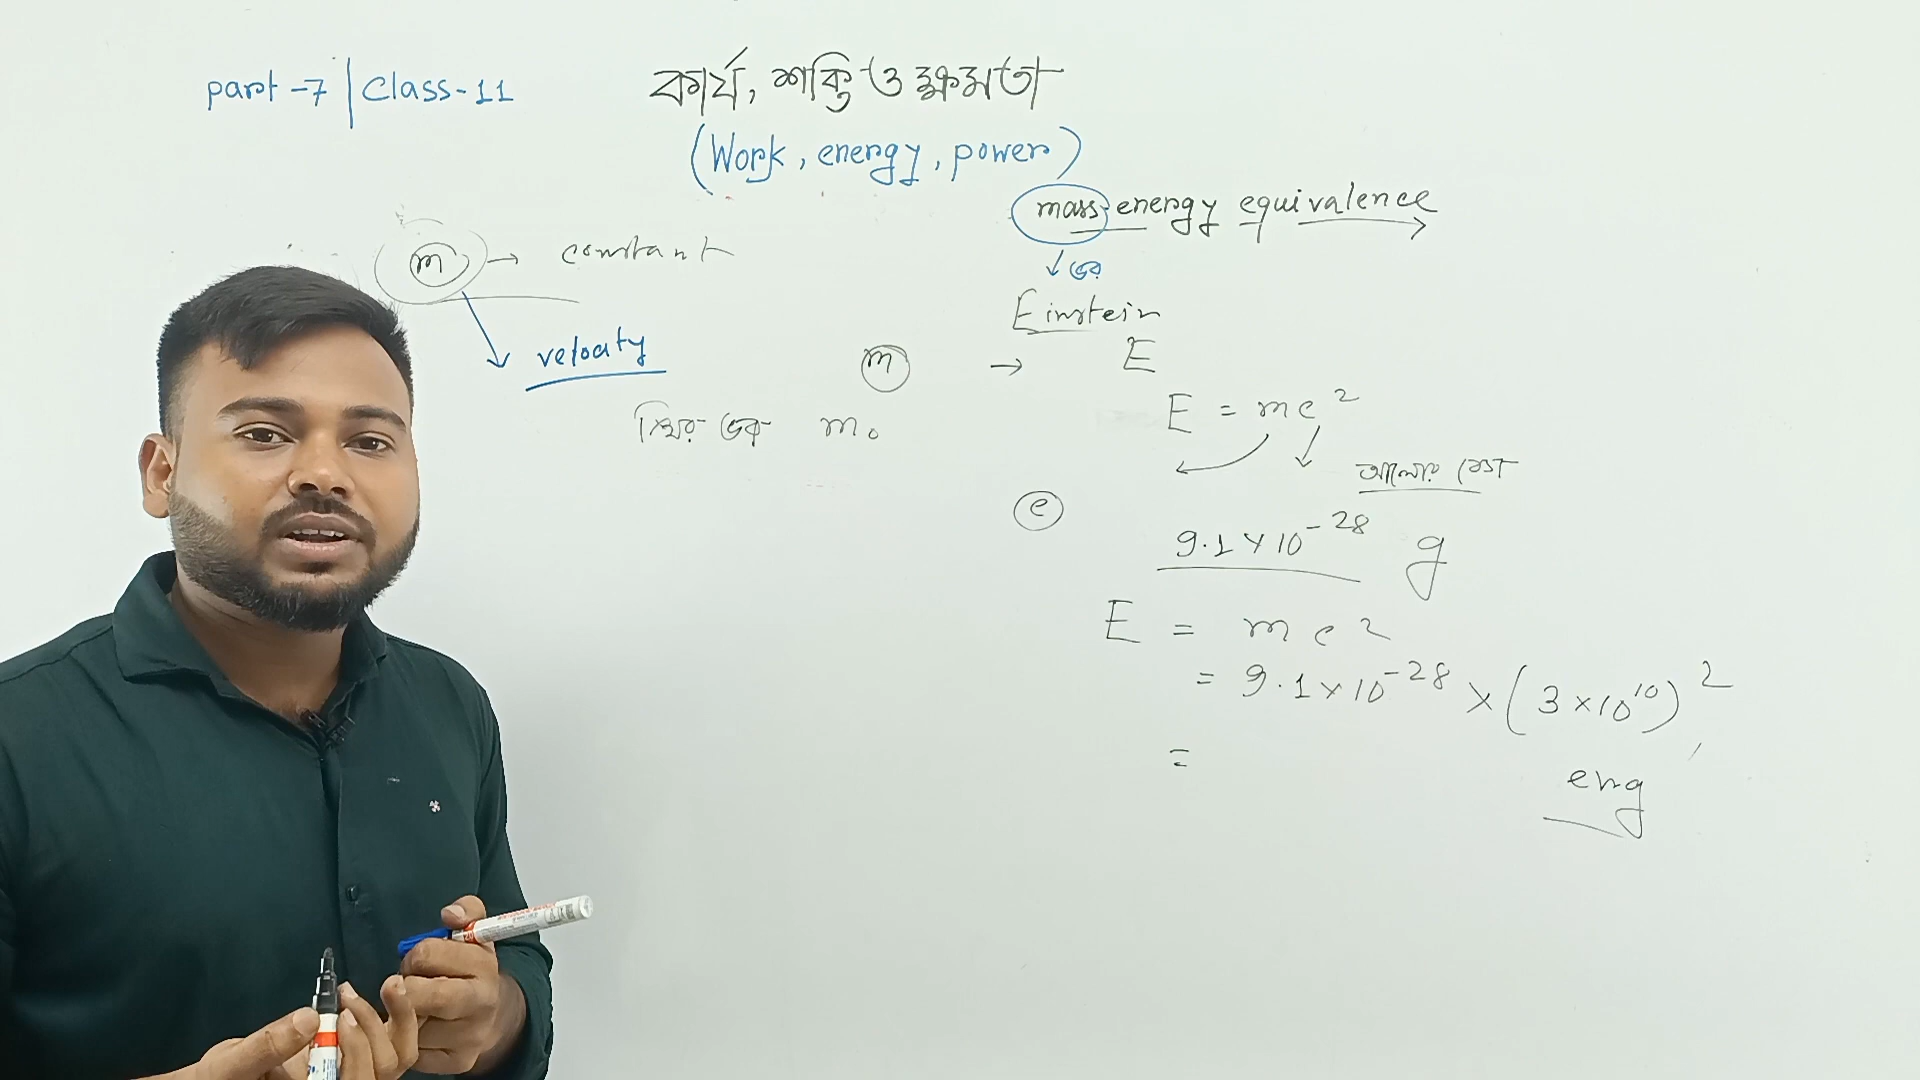 part-7 | Class-11
কার্য, শক্তি ও ক্ষমতা
(Work, energy, power)
mass-energy equivalence
m → constant
↓ ভর
velocity
Einstein
m → E
E = mc²
স্থির ভর m₀
আলোর বেগ
e
9.1×10⁻²⁸ g
E = mc²
= 9.1×10⁻²⁸ × (3×10¹⁰)²
=
erg